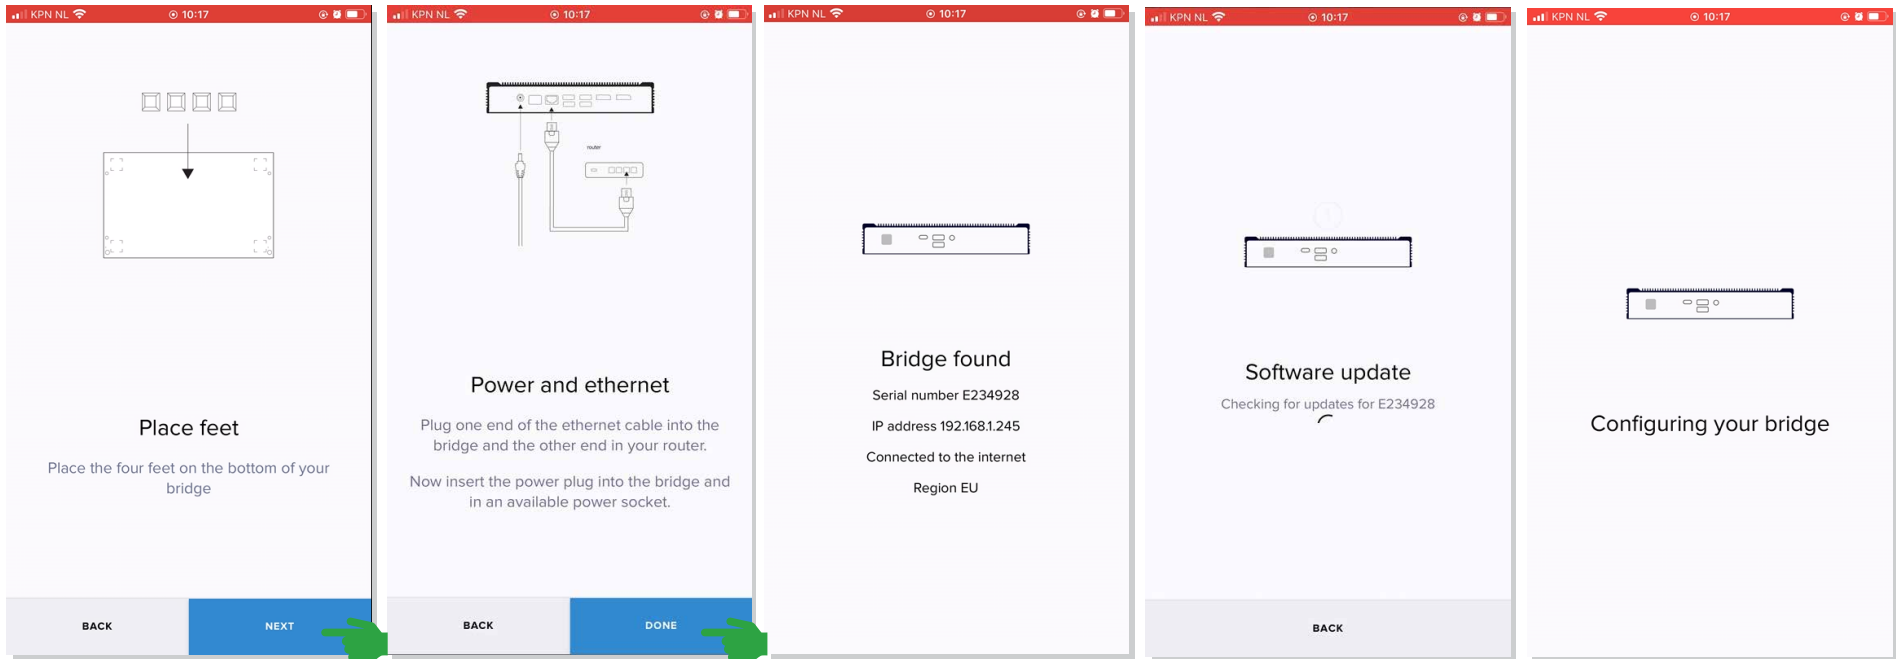 KPN NL
10:17
Place feet
Place the four feet on the bottom of your
bridge
BACK
NEXT
KPN NL
10:17
router
Power and ethernet
Plug one end of the ethernet cable into the
bridge and the other end in your router.
Now insert the power plug into the bridge and
in an available power socket.
BACK
DONE
KPN NL
10:17
Bridge found
Serial number E234928
IP address 192.168.1.245
Connected to the internet
Region EU
KPN NL
10:17
Software update
Checking for updates for E234928
BACK
KPN NL
10:17
Configuring your bridge